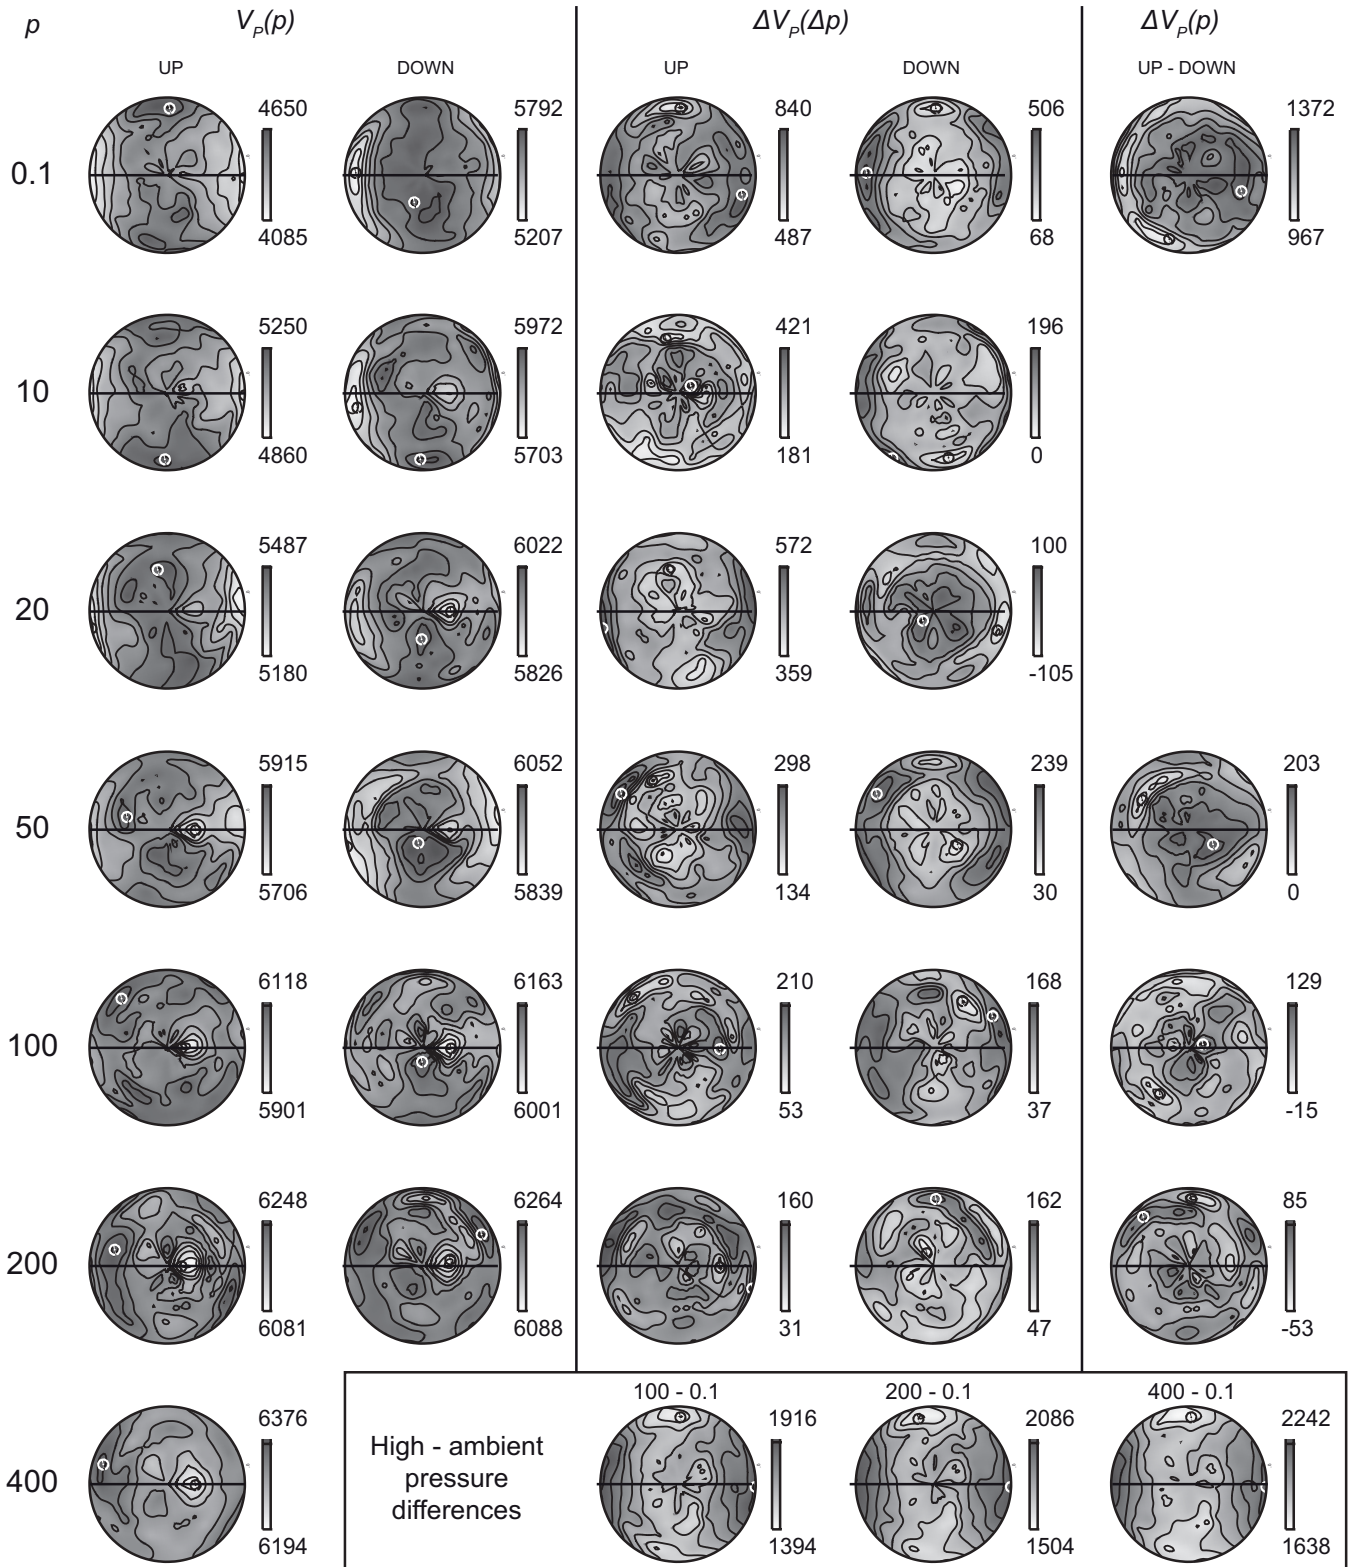 p V_P(p) ΔV_P(Δp) ΔV_P(p)
UP DOWN UP DOWN UP - DOWN
0.1 4650 5792 840 506 1372
4085 5207 487 68 967
10 5250 5972 421 196
4860 5703 181 0
20 5487 6022 572 100
5180 5826 359 -105
50 5915 6052 298 239 203
5706 5839 134 30 0
100 6118 6163 210 168 129
5901 6001 53 37 -15
200 6248 6264 160 162 85
6081 6088 31 47 -53
100 - 0.1 200 - 0.1 400 - 0.1
400 6376 1916 2086 2242
High - ambient
pressure
differences
6194 1394 1504 1638